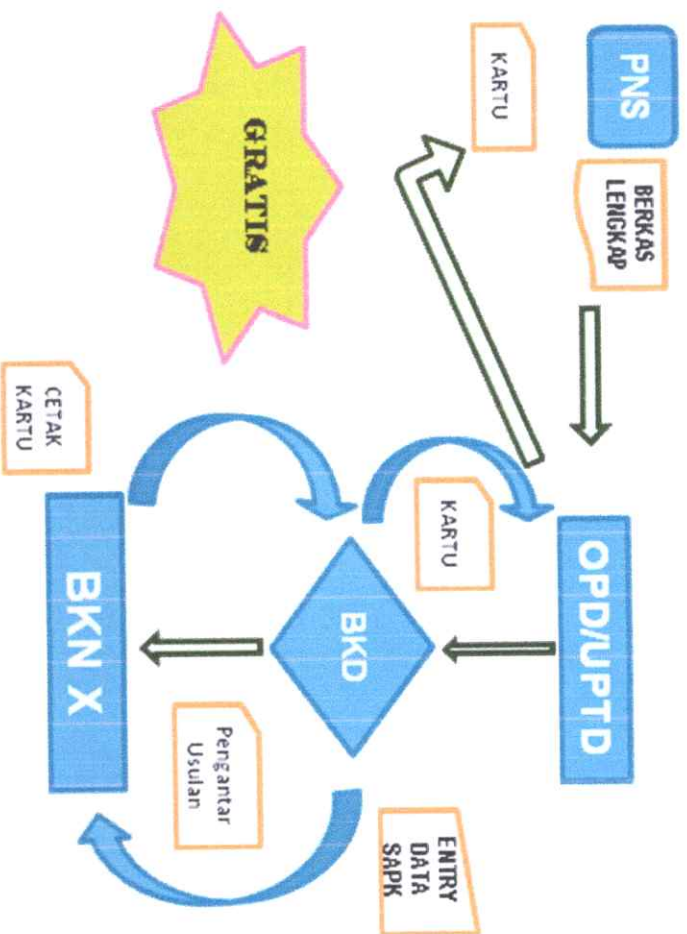 PNS
BERKAS
LENGKAP
OPD/UPTD
KARTU
KARTU
BKD
ENTRY
DATA
SAPK
GRATIS
Pengantar
Usulan
CETAK
KARTU
BKN X